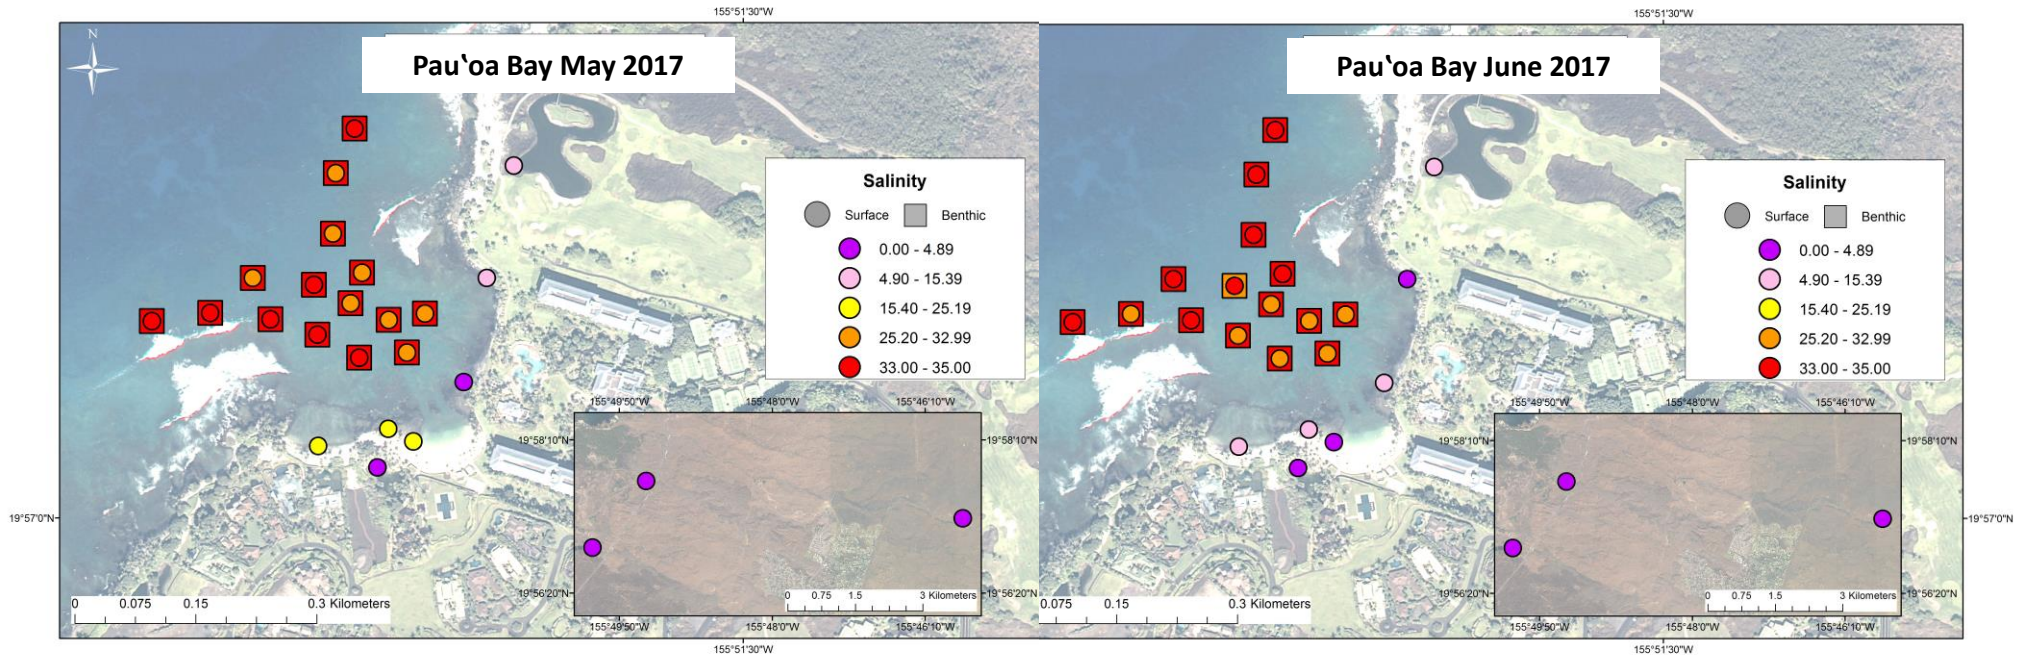 155°51'30"W
N
Pauʻoa Bay May 2017
Salinity
Surface
Benthic
0.00 - 4.89
4.90 - 15.39
15.40 - 25.19
25.20 - 32.99
33.00 - 35.00
155°49'50"W
155°48'0"W
155°46'10"W
19°58'10"N
19°58'10"N
19°57'0"N
0 0.75 1.5 3 Kilometers
19°56'20"N
19°56'20"N
0 0.075 0.15 0.3 Kilometers
155°49'50"W
155°48'0"W
155°46'10"W
155°51'30"W
155°51'30"W
Pauʻoa Bay June 2017
Salinity
Surface
Benthic
0.00 - 4.89
4.90 - 15.39
15.40 - 25.19
25.20 - 32.99
33.00 - 35.00
155°49'50"W
155°48'0"W
155°46'10"W
19°58'10"N
19°58'10"N
19°57'0"N
0 0.75 1.5 3 Kilometers
19°56'20"N
19°56'20"N
0.075 0.15 0.3 Kilometers
155°49'50"W
155°48'0"W
155°46'10"W
155°51'30"W